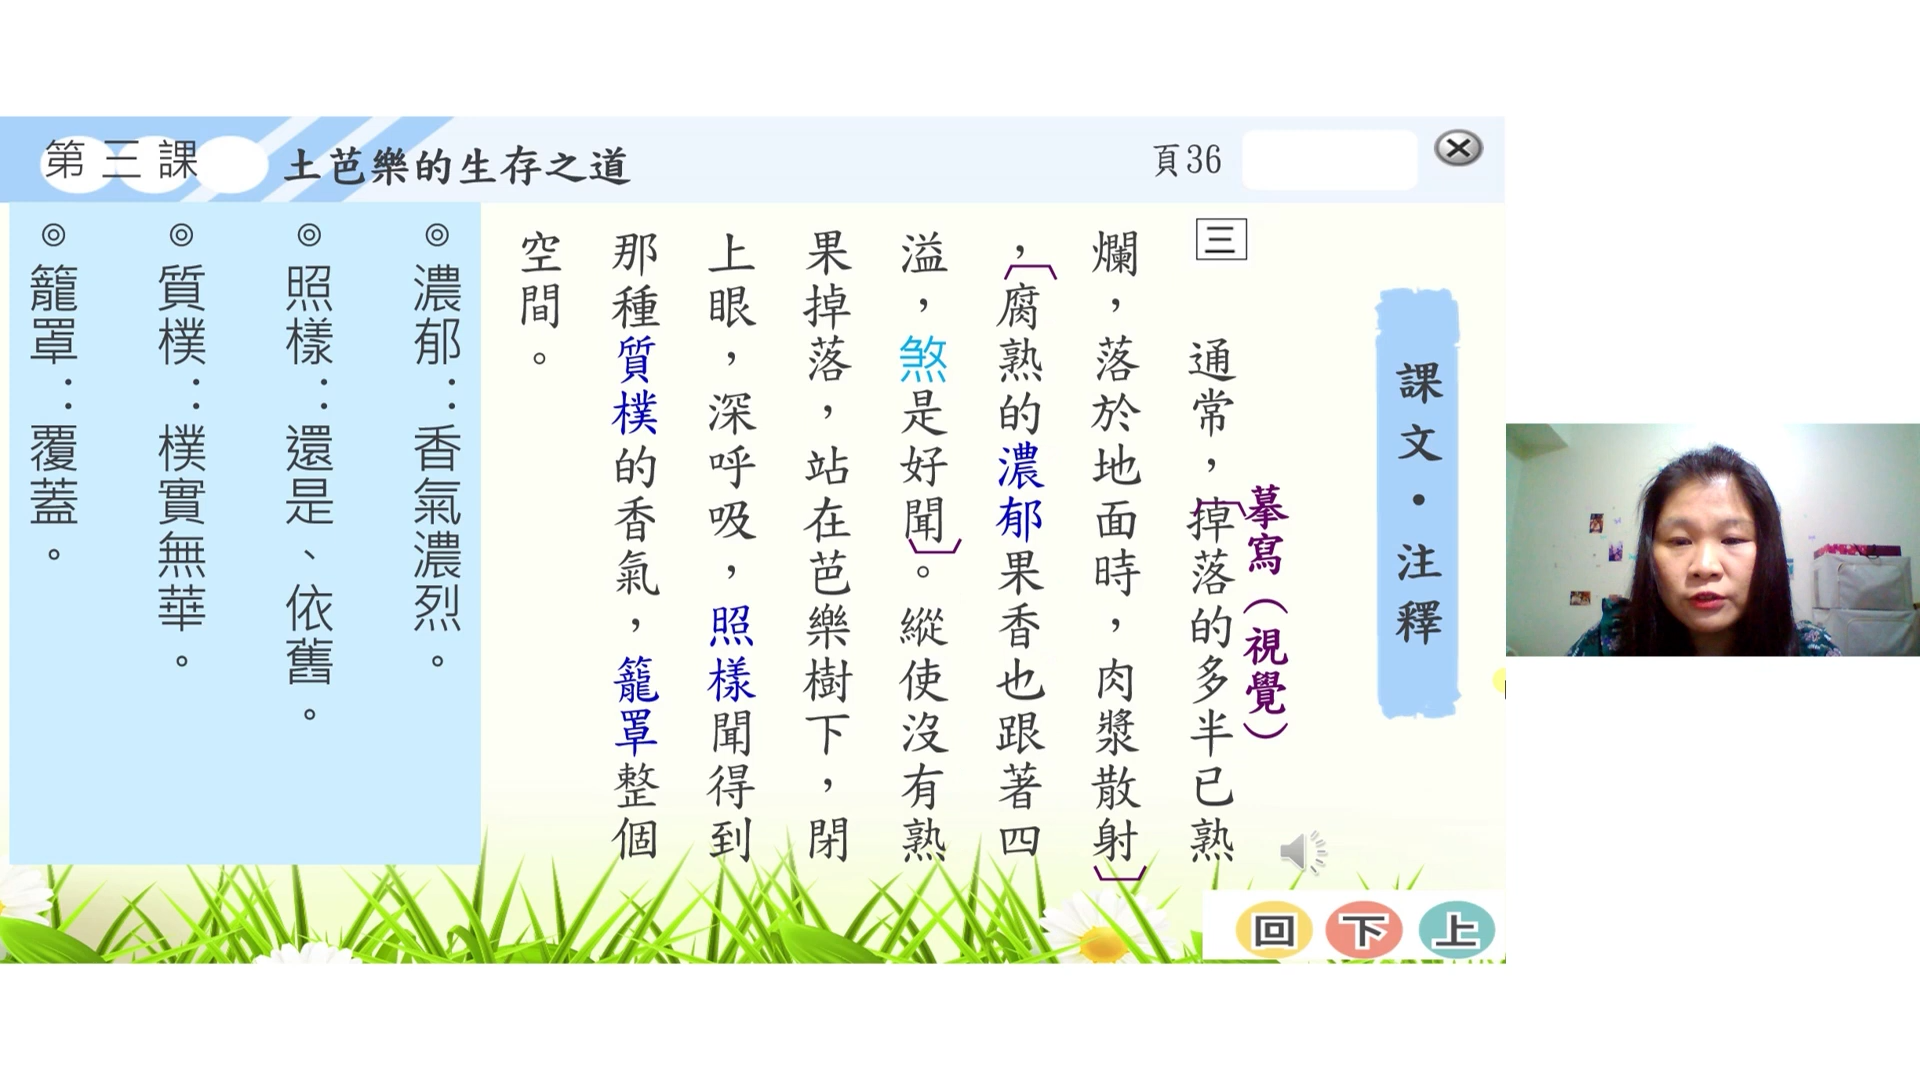 第三課
土芭樂的生存之道
頁36
課文•注釋
三
摹寫(視覺)
通常,掉落的多半已熟
爛,落於地面時,肉漿散射
,腐熟的濃郁果香也跟著四
溢,煞是好聞。縱使沒有熟
果掉落,站在芭樂樹下,閉
上眼,深呼吸,照樣聞得到
那種質樸的香氣,籠罩整個
空間。
◎濃郁:香氣濃烈。
◎照樣:還是、依舊。
◎質樸:樸實無華。
◎籠罩:覆蓋。
回 下 上